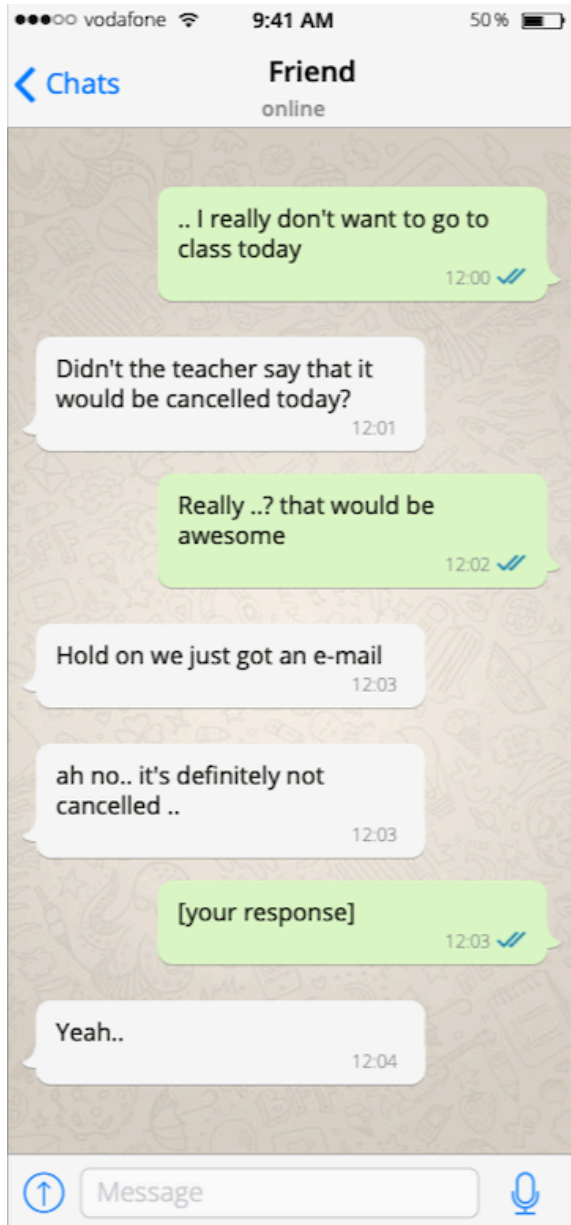 vodafone 9:41 AM 50%
Chats Friend
online
.. I really don't want to go to
class today
12:00
Didn't the teacher say that it
would be cancelled today?
12:01
Really ..? that would be
awesome
12:02
Hold on we just got an e-mail
12:03
ah no.. it's definitely not
cancelled ..
12:03
[your response]
12:03
Yeah..
12:04
Message